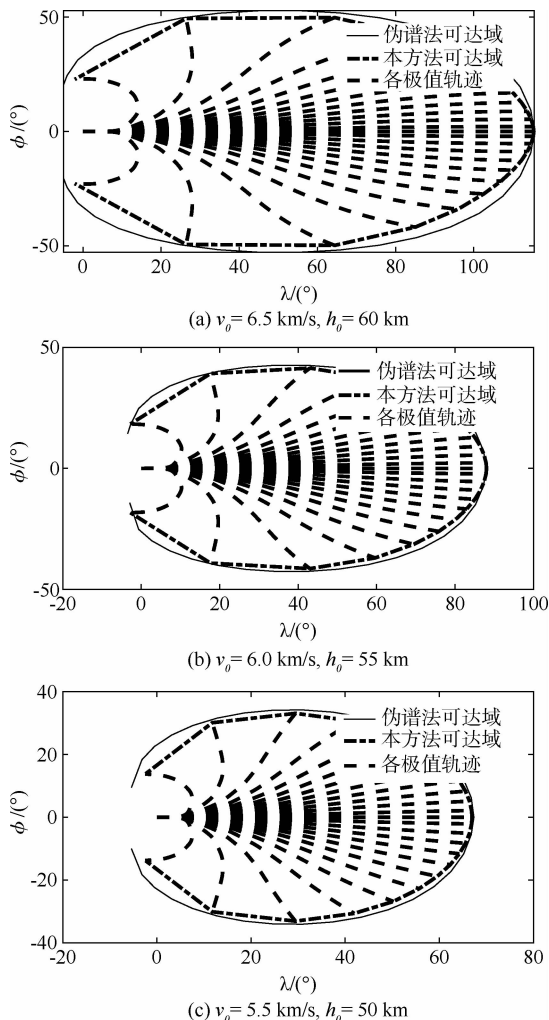 50
0
-50
ϕ/(°)
伪谱法可达域
本方法可达域
各极值轨迹
0 20 40 60 80 100
λ/(°)
(a) v₀= 6.5 km/s, h₀= 60 km
50
0
-50
ϕ/(°)
伪谱法可达域
本方法可达域
各极值轨迹
-20 0 20 40 60 80 100
λ/(°)
(b) v₀= 6.0 km/s, h₀= 55 km
40
20
0
-20
-40
ϕ/(°)
伪谱法可达域
本方法可达域
各极值轨迹
-20 0 20 40 60 80
λ/(°)
(c) v₀= 5.5 km/s, h₀= 50 km